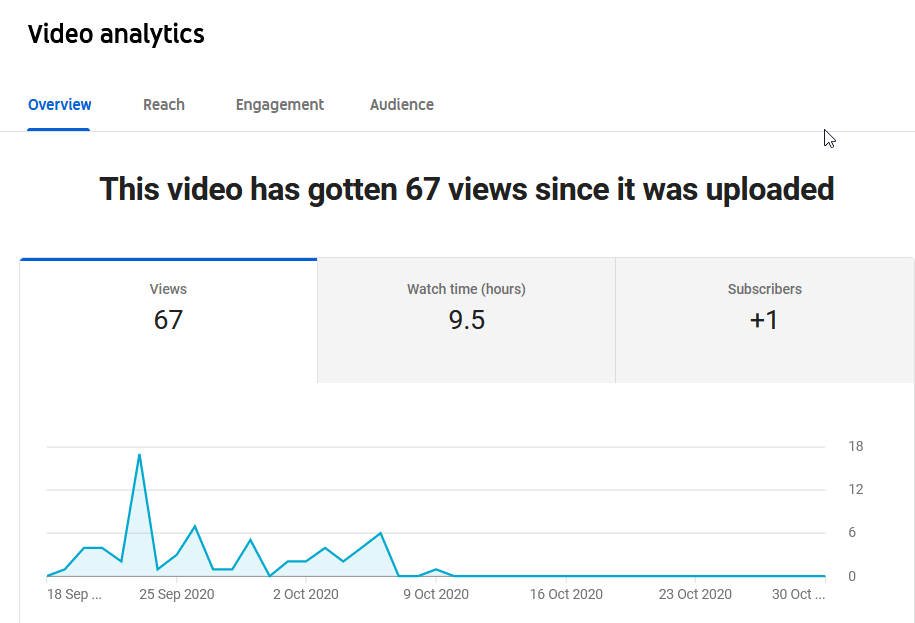 Video analytics
Overview Reach Engagement Audience
This video has gotten 67 views since it was uploaded
Views Watch time (hours) Subscribers
67 9.5 +1
18
12
6
0
18 Sep ... 25 Sep 2020 2 Oct 2020 9 Oct 2020 16 Oct 2020 23 Oct 2020 30 Oct ...